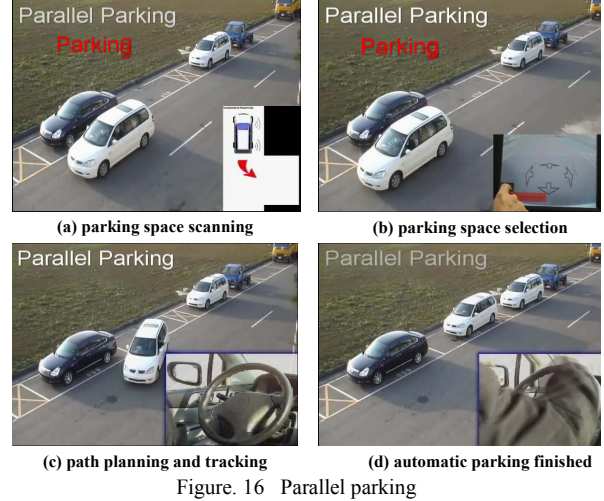 Parallel Parking
Parking
Parallel Parking
Parking
(a) parking space scanning
(b) parking space selection
Parallel Parking
Parallel Parking
(c) path planning and tracking
(d) automatic parking finished
Figure. 16 Parallel parking